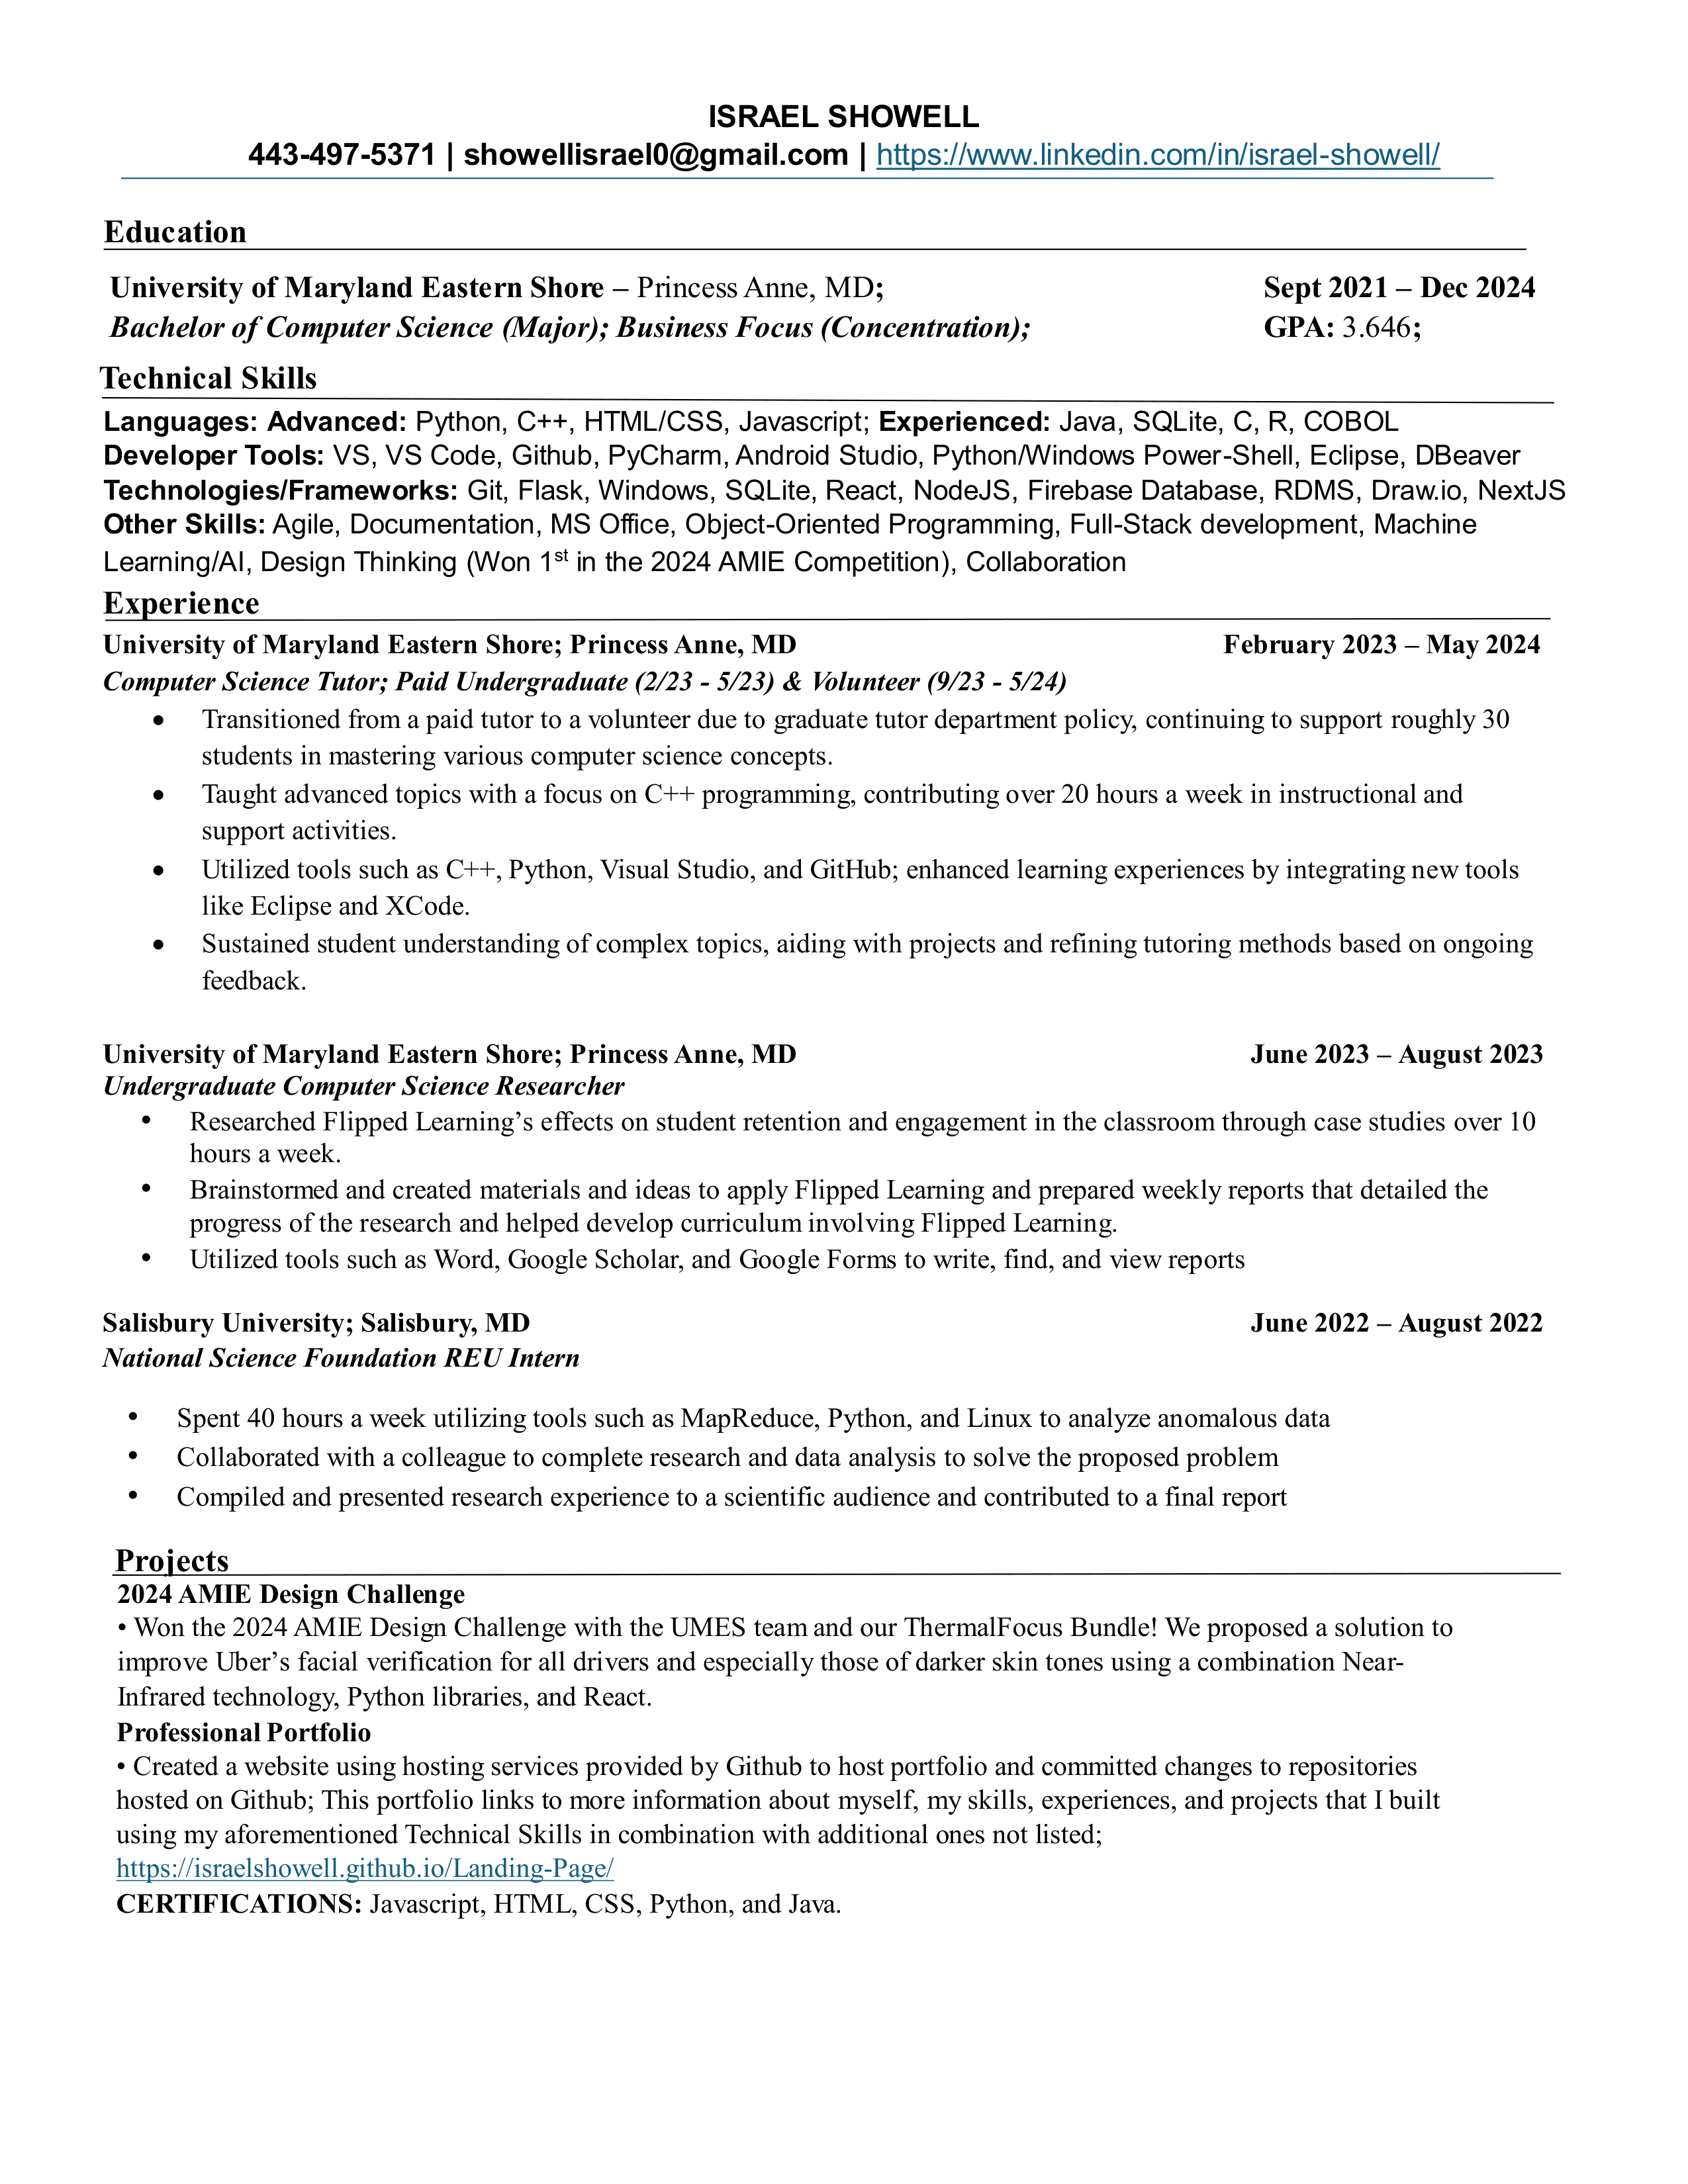 ISRAEL SHOWELL
443-497-5371 | showellisrael0@gmail.com | https://www.linkedin.com/in/israel-showell/
Education
University of Maryland Eastern Shore – Princess Anne, MD; Sept 2021 – Dec 2024
Bachelor of Computer Science (Major); Business Focus (Concentration); GPA: 3.646;
Technical Skills
Languages: Advanced: Python, C++, HTML/CSS, Javascript; Experienced: Java, SQLite, C, R, COBOL
Developer Tools: VS, VS Code, Github, PyCharm, Android Studio, Python/Windows Power-Shell, Eclipse, DBeaver
Technologies/Frameworks: Git, Flask, Windows, SQLite, React, NodeJS, Firebase Database, RDMS, Draw.io, NextJS
Other Skills: Agile, Documentation, MS Office, Object-Oriented Programming, Full-Stack development, Machine
Learning/AI, Design Thinking (Won 1st in the 2024 AMIE Competition), Collaboration
Experience
University of Maryland Eastern Shore; Princess Anne, MD February 2023 – May 2024
Computer Science Tutor; Paid Undergraduate (2/23 - 5/23) & Volunteer (9/23 - 5/24)
• Transitioned from a paid tutor to a volunteer due to graduate tutor department policy, continuing to support roughly 30
students in mastering various computer science concepts.
• Taught advanced topics with a focus on C++ programming, contributing over 20 hours a week in instructional and
support activities.
• Utilized tools such as C++, Python, Visual Studio, and GitHub; enhanced learning experiences by integrating new tools
like Eclipse and XCode.
• Sustained student understanding of complex topics, aiding with projects and refining tutoring methods based on ongoing
feedback.
University of Maryland Eastern Shore; Princess Anne, MD June 2023 – August 2023
Undergraduate Computer Science Researcher
• Researched Flipped Learning’s effects on student retention and engagement in the classroom through case studies over 10
hours a week.
• Brainstormed and created materials and ideas to apply Flipped Learning and prepared weekly reports that detailed the
progress of the research and helped develop curriculum involving Flipped Learning.
• Utilized tools such as Word, Google Scholar, and Google Forms to write, find, and view reports
Salisbury University; Salisbury, MD June 2022 – August 2022
National Science Foundation REU Intern
• Spent 40 hours a week utilizing tools such as MapReduce, Python, and Linux to analyze anomalous data
• Collaborated with a colleague to complete research and data analysis to solve the proposed problem
• Compiled and presented research experience to a scientific audience and contributed to a final report
Projects
2024 AMIE Design Challenge
• Won the 2024 AMIE Design Challenge with the UMES team and our ThermalFocus Bundle! We proposed a solution to
improve Uber’s facial verification for all drivers and especially those of darker skin tones using a combination Near-
Infrared technology, Python libraries, and React.
Professional Portfolio
• Created a website using hosting services provided by Github to host portfolio and committed changes to repositories
hosted on Github; This portfolio links to more information about myself, my skills, experiences, and projects that I built
using my aforementioned Technical Skills in combination with additional ones not listed;
https://israelshowell.github.io/Landing-Page/
CERTIFICATIONS: Javascript, HTML, CSS, Python, and Java.